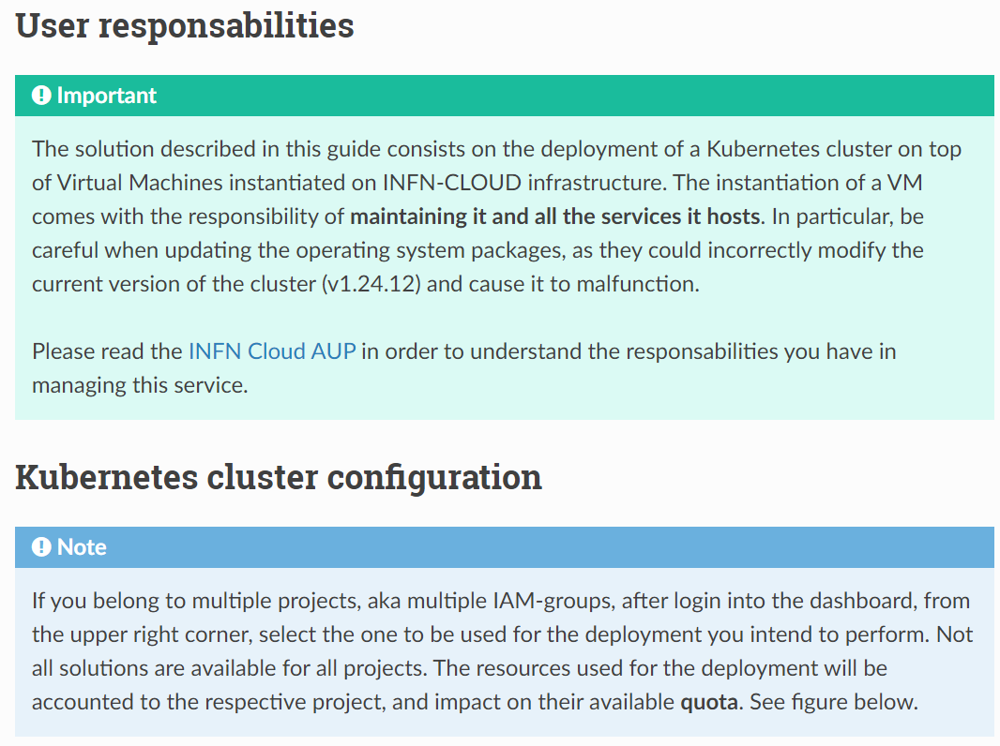 User responsabilities
Important
The solution described in this guide consists on the deployment of a Kubernetes cluster on top
of Virtual Machines instantiated on INFN-CLOUD infrastructure. The instantiation of a VM
comes with the responsibility of maintaining it and all the services it hosts. In particular, be
careful when updating the operating system packages, as they could incorrectly modify the
current version of the cluster (v1.24.12) and cause it to malfunction.
Please read the INFN Cloud AUP in order to understand the responsabilities you have in
managing this service.
Kubernetes cluster configuration
Note
If you belong to multiple projects, aka multiple IAM-groups, after login into the dashboard, from
the upper right corner, select the one to be used for the deployment you intend to perform. Not
all solutions are available for all projects. The resources used for the deployment will be
accounted to the respective project, and impact on their available quota. See figure below.